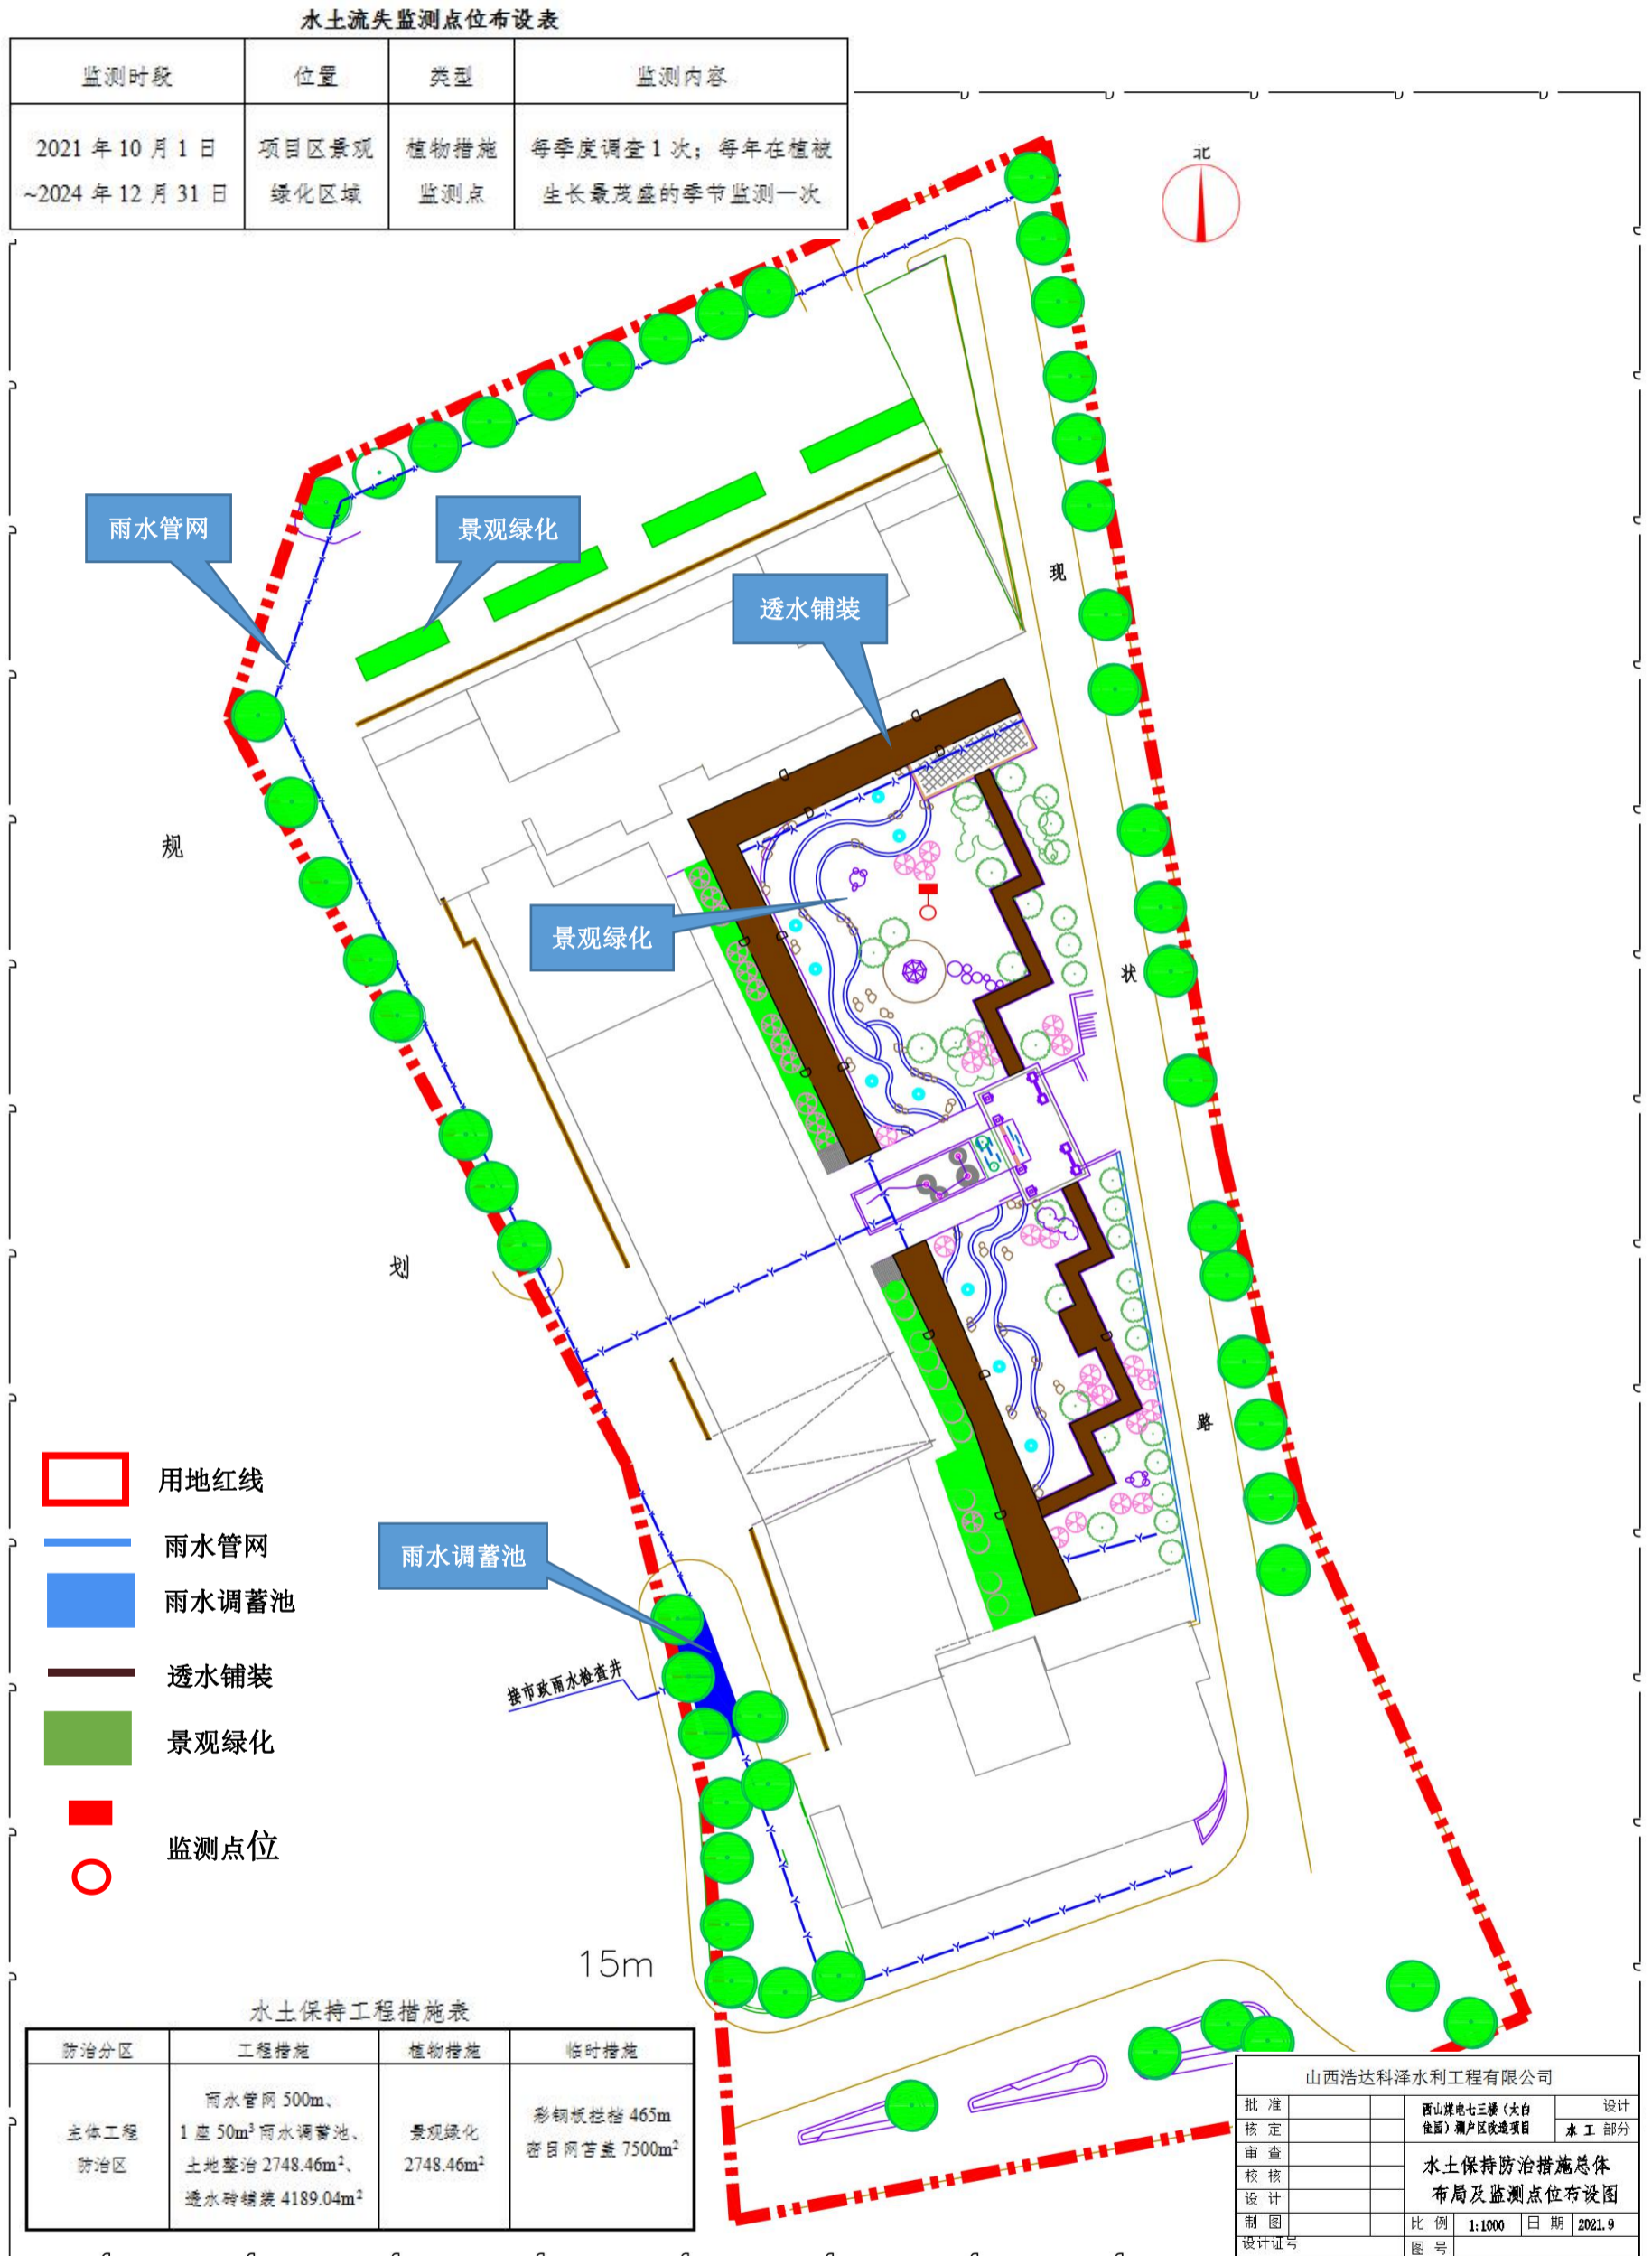 水土流失监测点位布设表
监测时段 位置 类型 监测内容
2021 年 10 月 1 日
~2024 年 12 月 31 日
项目区景观
绿化区域
植物措施
监测点
每季度调查 1 次；每年在植被
生长最茂盛的季节监测一次
北
雨水管网
景观绿化
透水铺装
现
规
景观绿化
状
划
路
用地红线
雨水管网
雨水调蓄池
透水铺装
景观绿化
监测点位
雨水调蓄池
接市政雨水检查井
15m
水土保持工程措施表
防治分区 工程措施 植物措施 临时措施
主体工程
防治区
雨水管网 500m、
1 座 50m³ 雨水调蓄池、
土地整治 2748.46m²、
透水砖铺装 4189.04m²
景观绿化
2748.46m²
彩钢板拦挡 465m
密目网苫盖 7500m²
山西浩达科泽水利工程有限公司
批 准
核 定
审 查
校 核
设 计
制 图
设计证号
西山煤电七三楼（大白
设计
水 工 部分
水土保持防治措施总体
布局及监测点位布设图
比 例 1:1000 日 期 2021.9
图 号